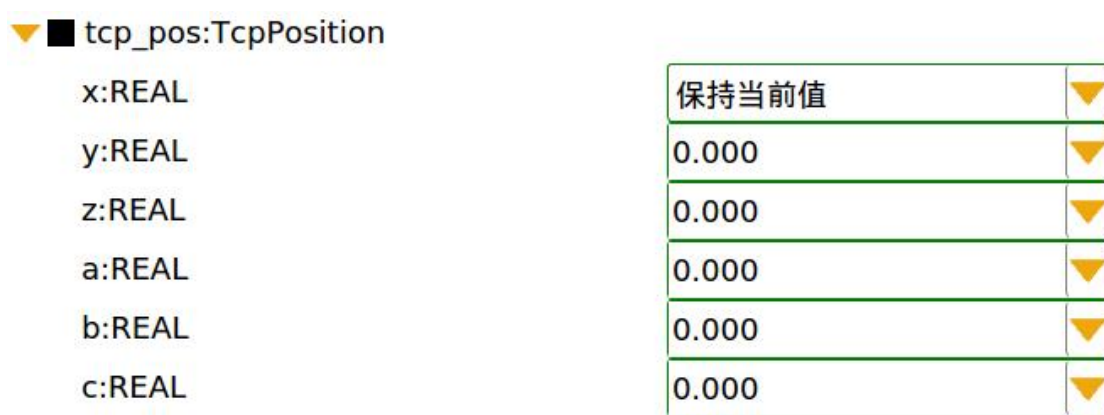 tcp_pos:TcpPosition
x:REAL 保持当前值
y:REAL 0.000
z:REAL 0.000
a:REAL 0.000
b:REAL 0.000
c:REAL 0.000